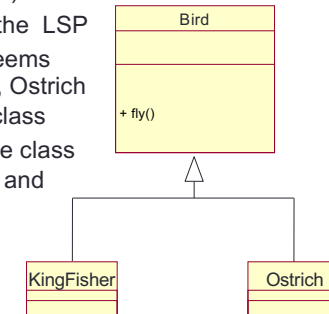 the LSP
eems
, Ostrich
class
e class
and
Bird
+ fly()
KingFisher
Ostrich